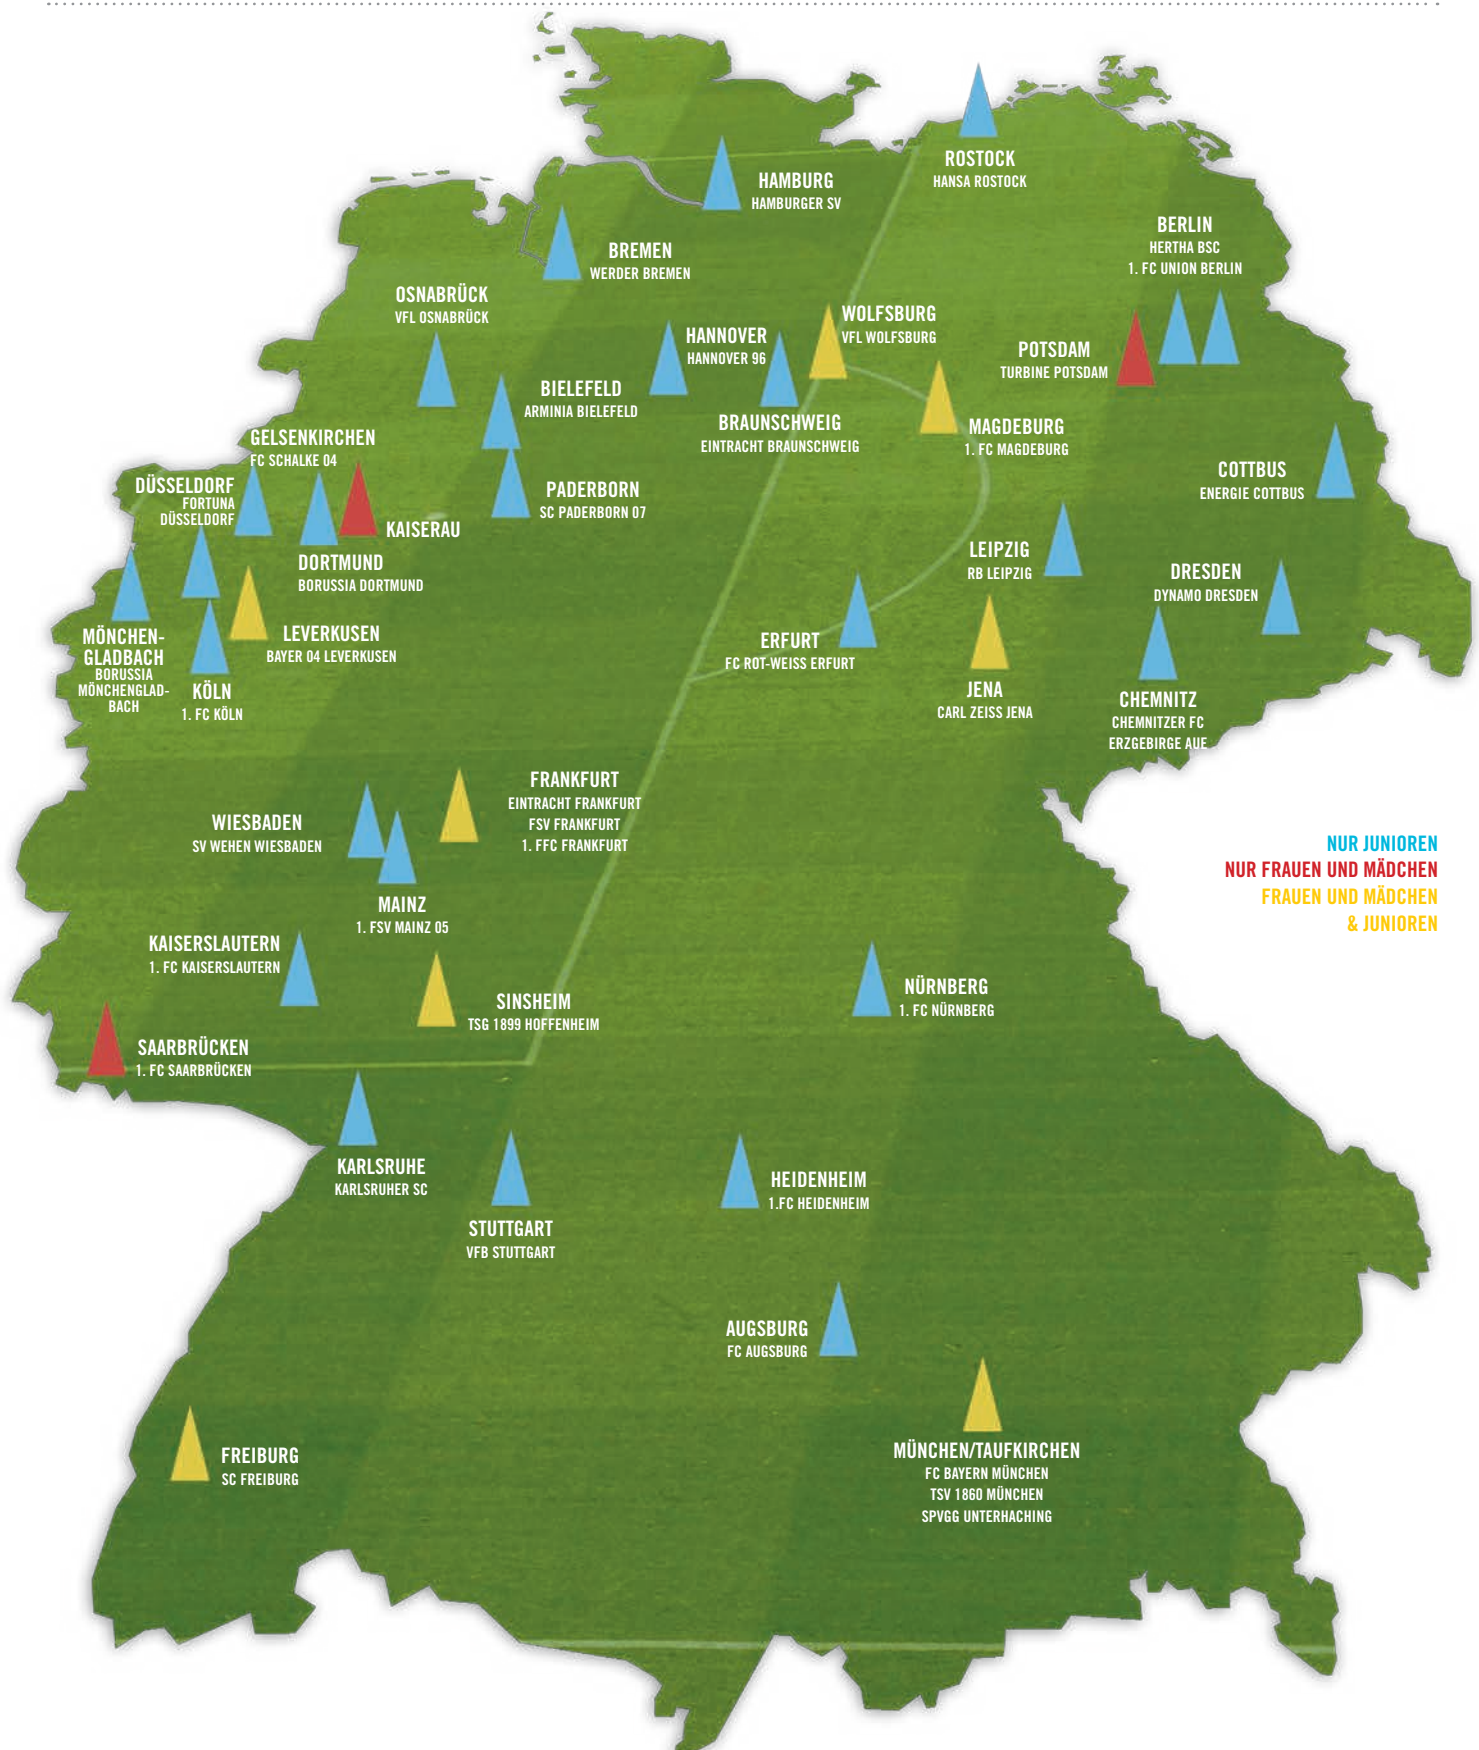 ROSTOCK
HANSA ROSTOCK
HAMBURG
HAMBURGER SV
BERLIN
HERTHA BSC
1. FC UNION BERLIN
BREMEN
WERDER BREMEN
OSNABRÜCK
VFL OSNABRÜCK
WOLFSBURG
VFL WOLFSBURG
HANNOVER
HANNOVER 96
POTSDAM
TURBINE POTSDAM
BIELEFELD
ARMINIA BIELEFELD
BRAUNSCHWEIG
EINTRACHT BRAUNSCHWEIG
MAGDEBURG
1. FC MAGDEBURG
GELSENKIRCHEN
FC SCHALKE 04
COTTBUS
ENERGIE COTTBUS
DÜSSELDORF
FORTUNA
DÜSSELDORF
PADERBORN
SC PADERBORN 07
KAISERAU
DORTMUND
BORUSSIA DORTMUND
LEIPZIG
RB LEIPZIG
DRESDEN
DYNAMO DRESDEN
MÖNCHEN-
GLADBACH
BORUSSIA
MÖNCHENGLAD-
BACH
LEVERKUSEN
BAYER 04 LEVERKUSEN
ERFURT
FC ROT-WEISS ERFURT
KÖLN
1. FC KÖLN
JENA
CARL ZEISS JENA
CHEMNITZ
CHEMNITZER FC
ERZGEBIRGE AUE
FRANKFURT
EINTRACHT FRANKFURT
FSV FRANKFURT
1. FFC FRANKFURT
WIESBADEN
SV WEHEN WIESBADEN
NUR JUNIOREN
NUR FRAUEN UND MÄDCHEN
FRAUEN UND MÄDCHEN
& JUNIOREN
MAINZ
1. FSV MAINZ 05
KAISERSLAUTERN
1. FC KAISERSLAUTERN
NÜRNBERG
1. FC NÜRNBERG
SINSHEIM
TSG 1899 HOFFENHEIM
SAARBRÜCKEN
1. FC SAARBRÜCKEN
KARLSRUHE
KARLSRUHER SC
HEIDENHEIM
1.FC HEIDENHEIM
STUTTGART
VFB STUTTGART
AUGSBURG
FC AUGSBURG
FREIBURG
SC FREIBURG
MÜNCHEN/TAUFKIRCHEN
FC BAYERN MÜNCHEN
TSV 1860 MÜNCHEN
SPVGG UNTERHACHING